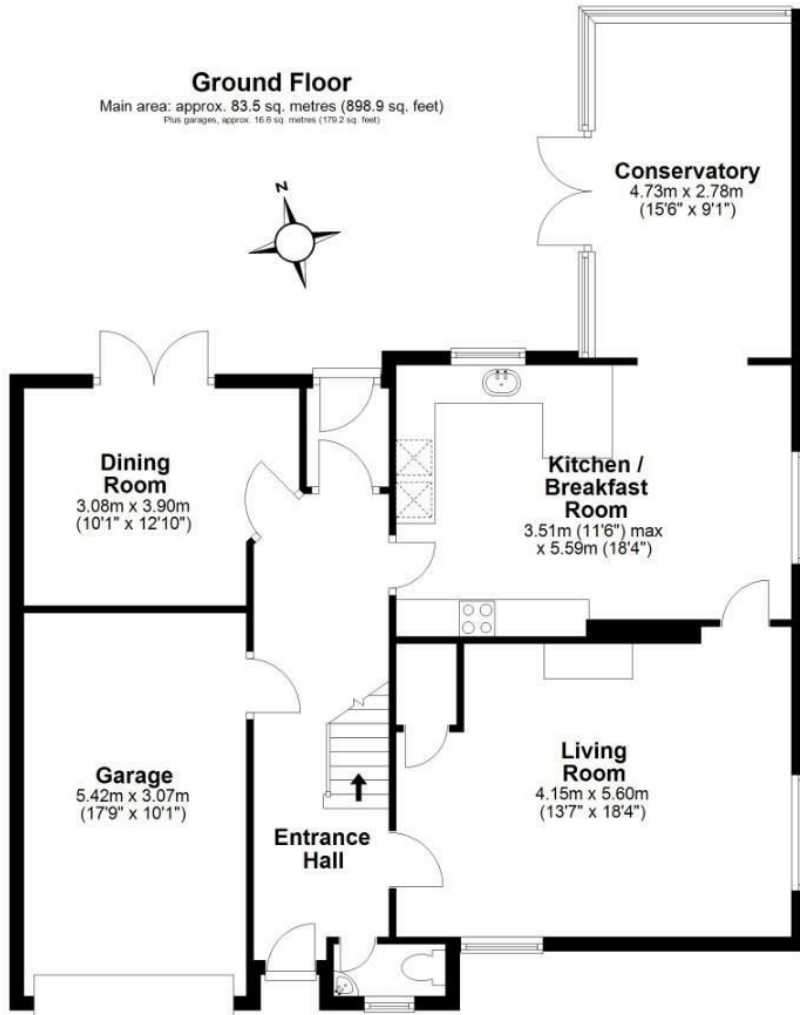 Ground Floor
Main area: approx. 83.5 sq. metres (898.9 sq. feet)
Plus garages, approx. 16.6 sq. metres (179.2 sq. feet)
N
Conservatory
4.73m x 2.78m
(15'6" x 9'1")
Dining
Room
3.08m x 3.90m
(10'1" x 12'10")
Kitchen /
Breakfast
Room
3.51m (11'6") max
x 5.59m (18'4")
Garage
5.42m x 3.07m
(17'9" x 10'1")
Living
Room
4.15m x 5.60m
(13'7" x 18'4")
Entrance
Hall